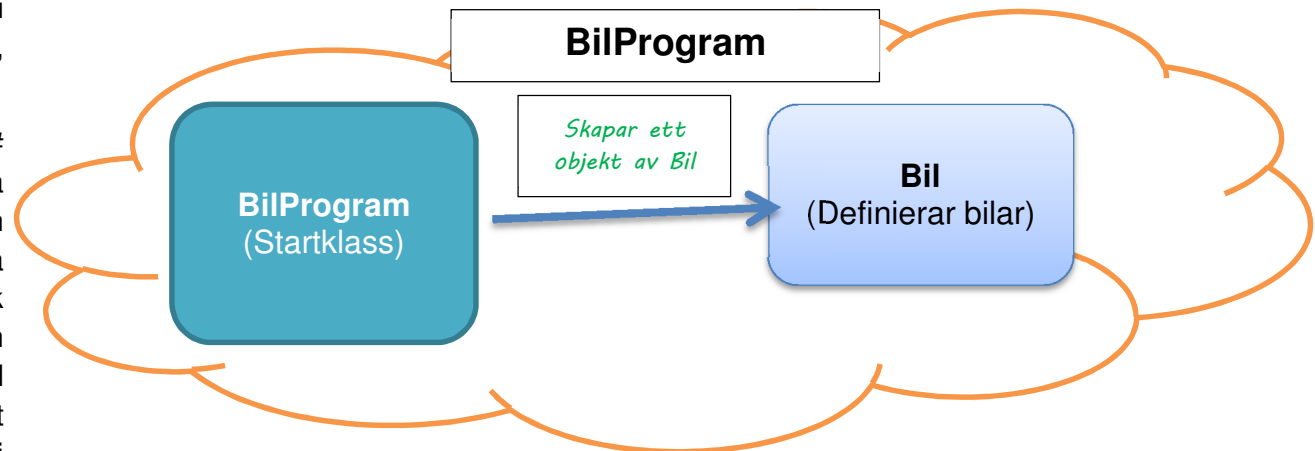 BilProgram
Skapar ett
objekt av Bil
BilProgram
(Startklass)
Bil
(Definierar bilar)